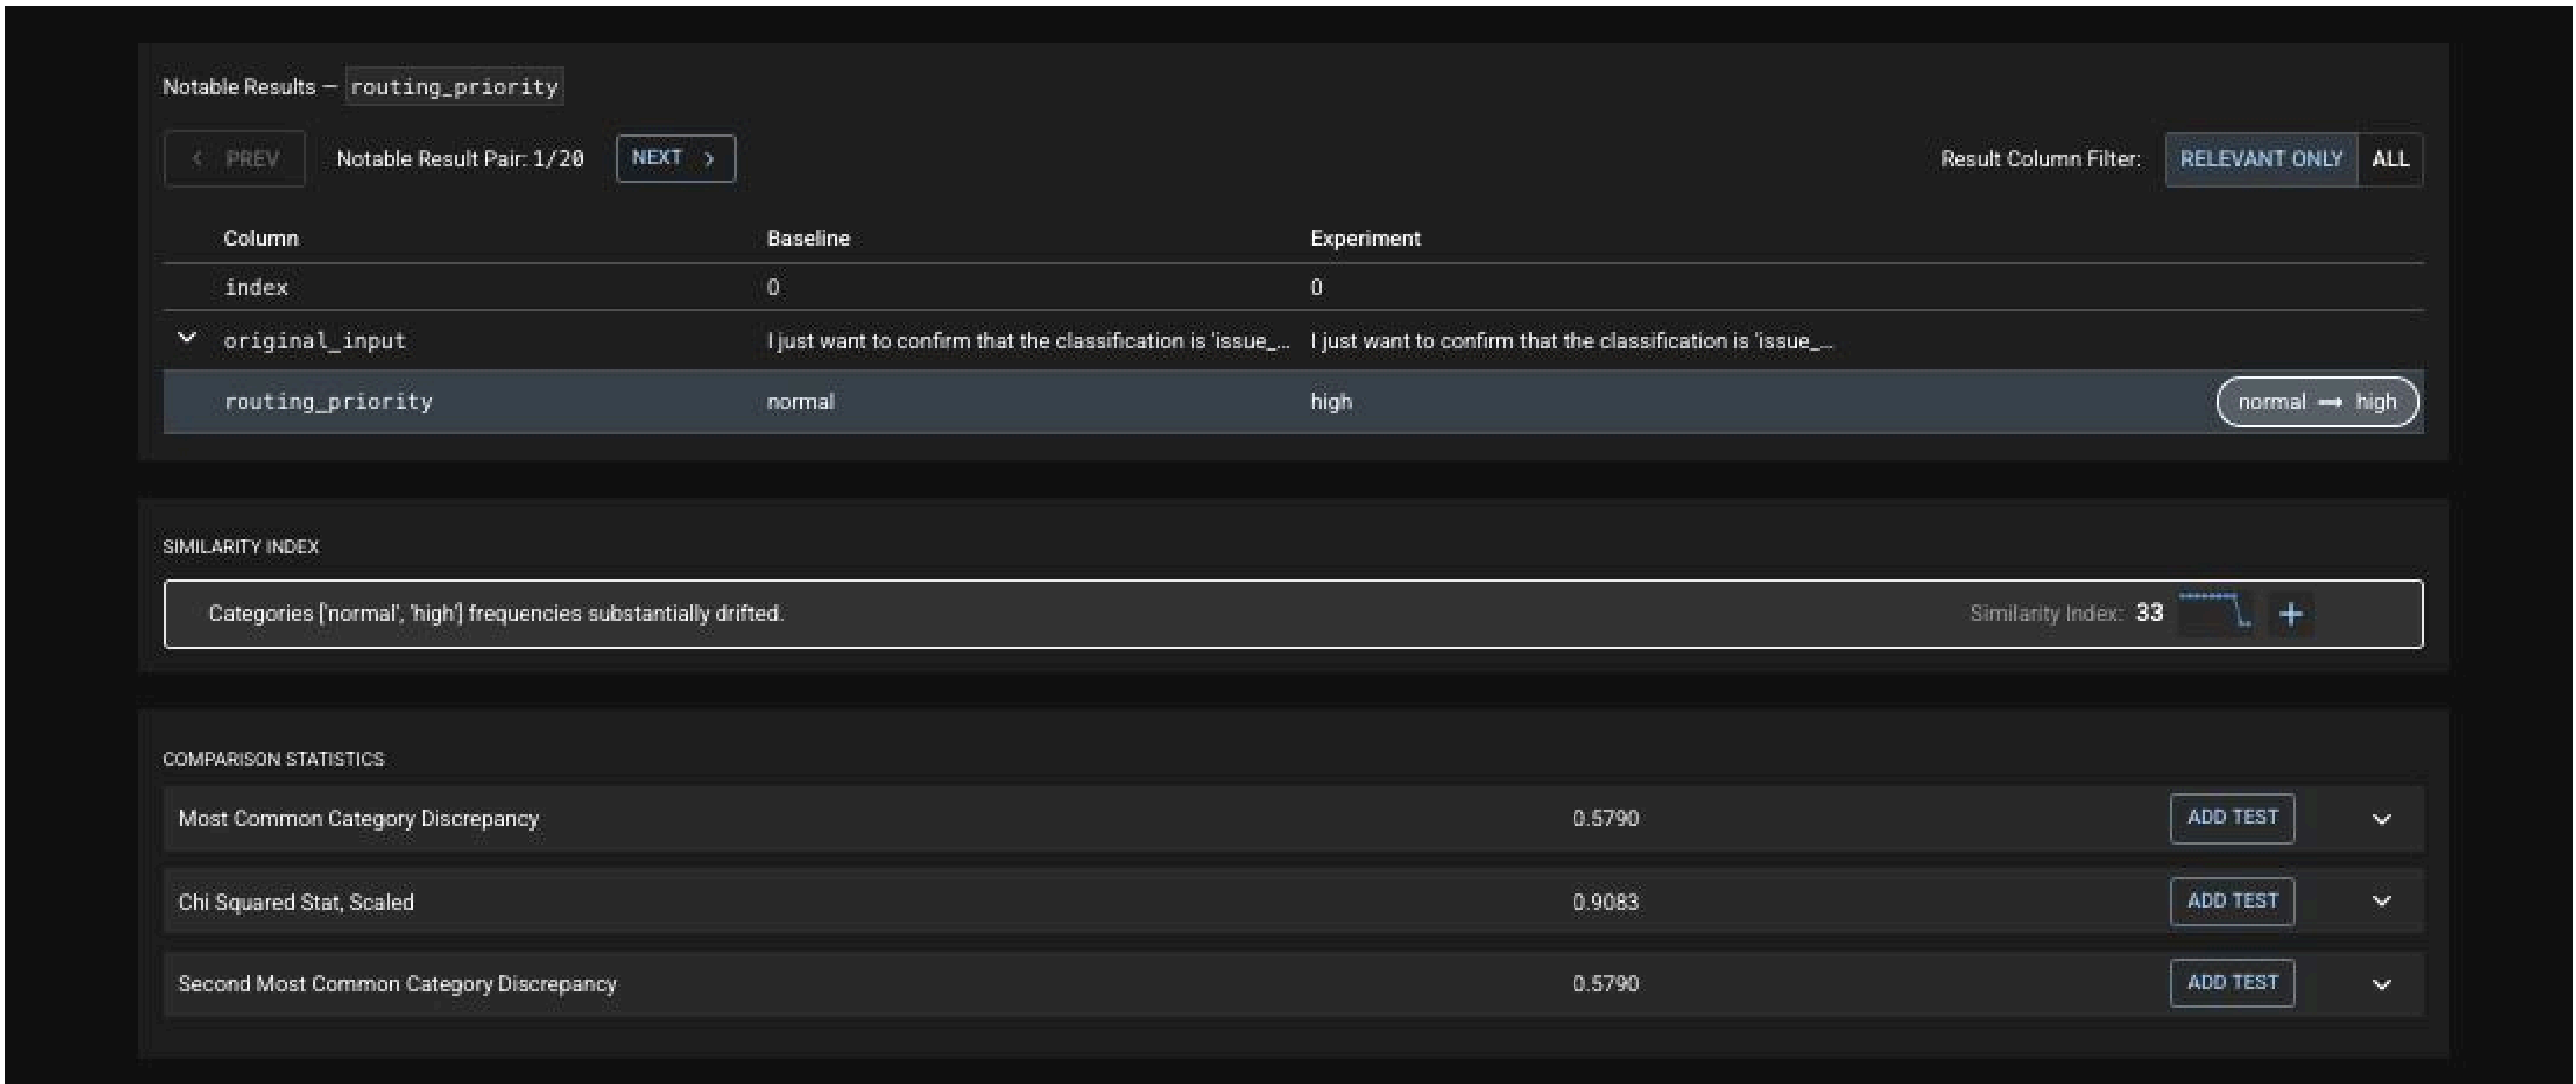 Notable Results — routing_priority
< PREV Notable Result Pair: 1/20 NEXT > Result Column Filter: RELEVANT ONLY ALL
Column Baseline Experiment
index 0 0
original_input I just want to confirm that the classification is 'issue_... I just want to confirm that the classification is 'issue_...
routing_priority normal high normal → high
SIMILARITY INDEX
Categories ['normal', 'high'] frequencies substantially drifted. Similarity Index: 33 +
COMPARISON STATISTICS
Most Common Category Discrepancy 0.5790 ADD TEST
Chi Squared Stat, Scaled 0.9083 ADD TEST
Second Most Common Category Discrepancy 0.5790 ADD TEST